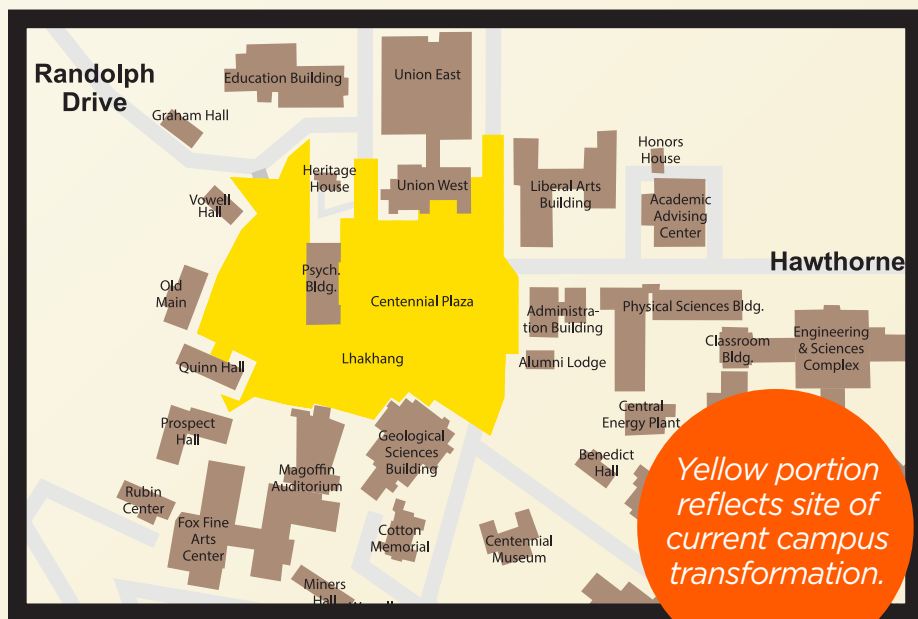 Randolph
Drive
Education Building
Union East
Graham Hall
Honors
House
Heritage
House
Union West
Liberal Arts
Building
Academic
Advising
Center
Vowell
Hall
Hawthorne
Old
Main
Psych.
Bldg.
Centennial Plaza
Administra-
tion Building
Physical Sciences Bldg.
Classroom
Bldg.
Engineering
& Sciences
Complex
Quinn Hall
Lhakhang
Alumni Lodge
Prospect
Hall
Geological
Sciences
Building
Central
Energy Plant
Magoffin
Auditorium
Benedict
Hall
Rubin
Center
Fox Fine
Arts
Center
Cotton
Memorial
Centennial
Museum
Miners
Hall
Yellow portion
reflects site of
current campus
transformation.